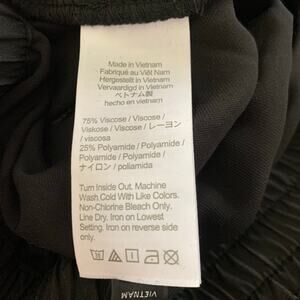 Made in Vietnam
Fabriqué au Viêt Nam
Hergestellt in Vietnam
Vervaardigd in Vietnam
ベトナム製
hecho en vietnam
75% Viscose / Viscose /
Viskose / Viscose / レーヨン
/ viscosa
25% Polyamide / Polyamide /
Polyamide / Polyamide /
ナイロン / poliamida
Turn Inside Out. Machine
Wash Cold With Like Colors.
Non-Chlorine Bleach Only.
Line Dry. Iron on Lowest
Setting. Iron on reverse side
only.
VIETNAM